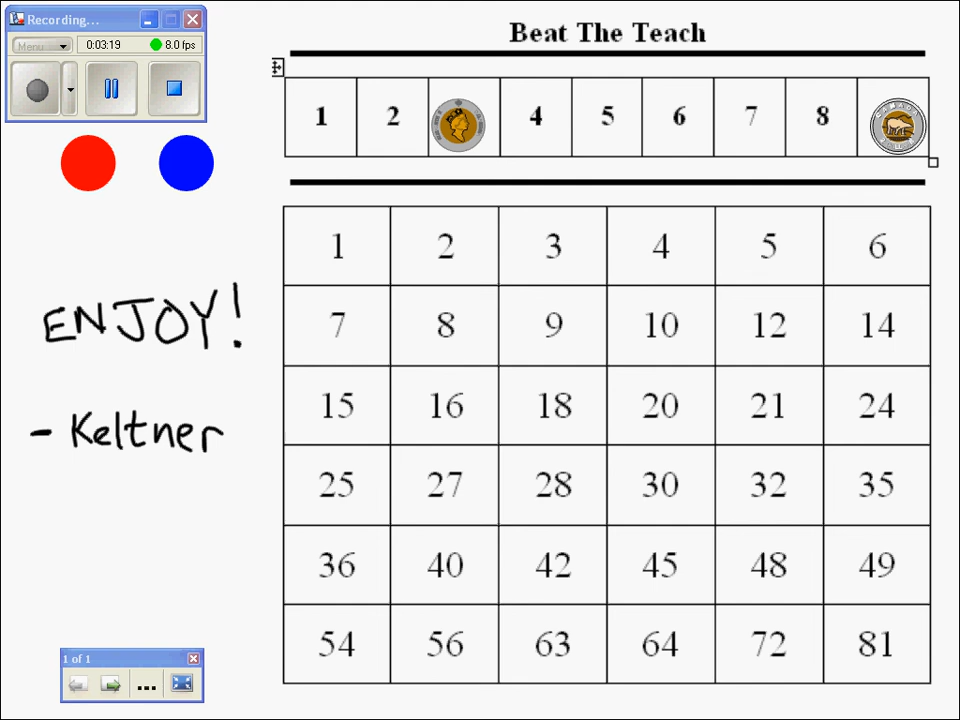 Recording...
Menu
0:03:19
8.0 fps
Beat The Teach
1 2 4 5 6 7 8
1 2 3 4 5 6
7 8 9 10 12 14
ENJOY!
15 16 18 20 21 24
- Keltner
25 27 28 30 32 35
36 40 42 45 48 49
54 56 63 64 72 81
1 of 1
...